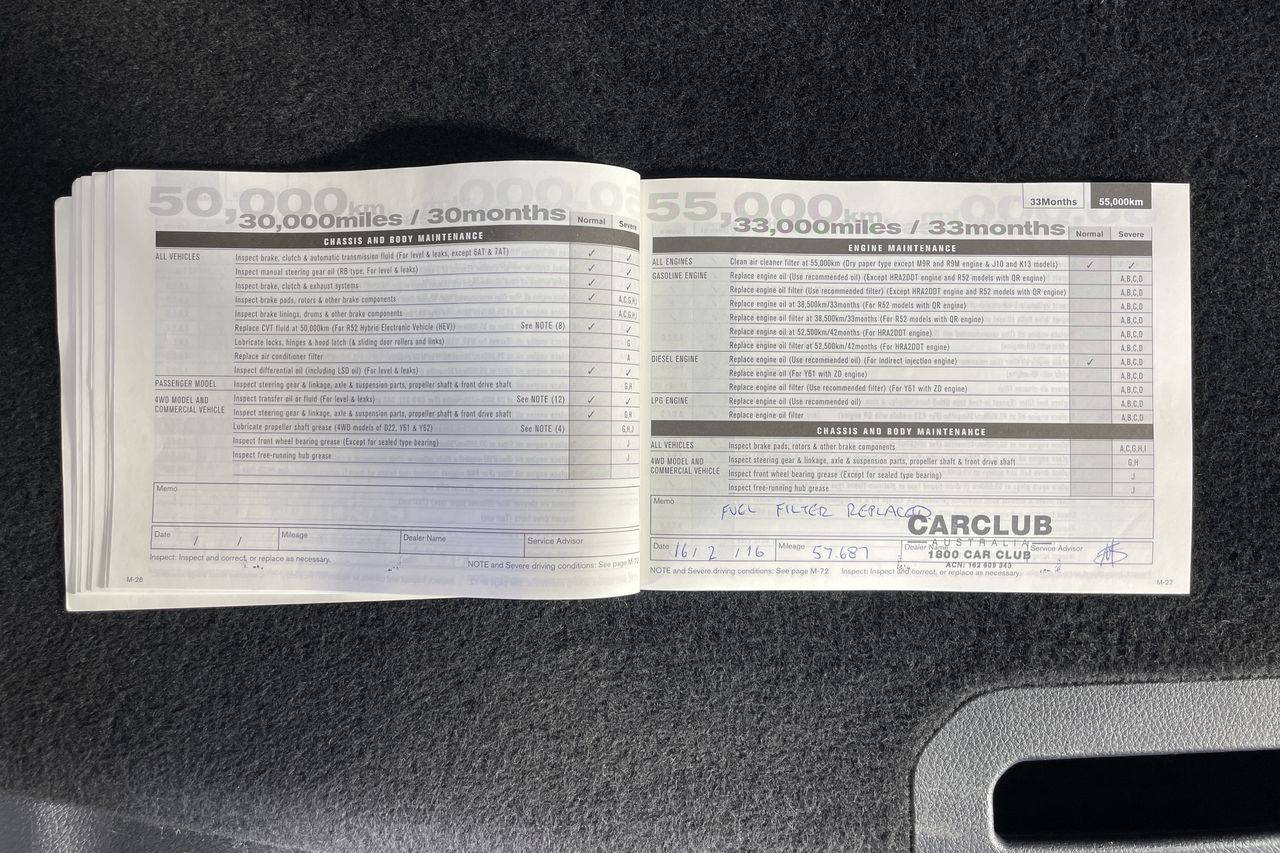 50,000km
30,000miles / 30months
Normal Severe
CHASSIS AND BODY MAINTENANCE
ALL VEHICLES Inspect brake, clutch & automatic transmission fluid (For level & leaks, except 6AT & 7AT) ✓ ✓
Inspect manual steering gear oil (RB type, For level & leaks) ✓ ✓
Inspect brake, clutch & exhaust systems ✓ ✓
Inspect brake pads, rotors & other brake components ✓ A,C,G,H,I
Inspect brake linings, drums & other brake components A,C,G,H,I
Replace CVT fluid at 50,000km (For R52 Hybrid Electronic Vehicle (HEV)) See NOTE (8) ✓ ✓
Lubricate locks, hinges & hood latch (& sliding door rollers and links) G
Replace air conditioner filter A
Inspect differential oil (including LSD oil) (For level & leaks) ✓ ✓
PASSENGER MODEL Inspect steering gear & linkage, axle & suspension parts, propeller shaft & front drive shaft G,H
4WD MODEL AND COMMERCIAL VEHICLE Inspect transfer oil or fluid (For level & leaks) See NOTE (12) ✓ ✓
Inspect steering gear & linkage, axle & suspension parts, propeller shaft & front drive shaft ✓ G,H
Lubricate propeller shaft grease (4WD models of D22, Y61 & Y62) See NOTE (4) G,H,J
Inspect front wheel bearing grease (Except for sealed type bearing) J
Inspect free-running hub grease J
Memo
Date / / Mileage Dealer Name Service Advisor
Inspect: Inspect and correct, or replace as necessary. NOTE and Severe driving conditions: See page M-72
M-26
33Months 55,000km
55,000km
33,000miles / 33months
Normal Severe
ENGINE MAINTENANCE
ALL ENGINES Clean air cleaner filter at 55,000km (Dry paper type except M9R and R9M engine & J10 and K13 models) ✓ ✓
GASOLINE ENGINE Replace engine oil (Use recommended oil) (Except HRA2DDT engine and R52 models with QR engine) A,B,C,D
Replace engine oil filter (Use recommended filter) (Except HRA2DDT engine and R52 models with QR engine) A,B,C,D
Replace engine oil at 38,500km/33months (For R52 models with QR engine) A,B,C,D
Replace engine oil filter at 38,500km/33months (For R52 models with QR engine) A,B,C,D
Replace engine oil at 52,500km/42months (For HRA2DDT engine) A,B,C,D
Replace engine oil filter at 52,500km/42months (For HRA2DDT engine) A,B,C,D
DIESEL ENGINE Replace engine oil (Use recommended oil) (For indirect injection engine) ✓ A,B,C,D
Replace engine oil (For Y61 with ZD engine) A,B,C,D
Replace engine oil filter (Use recommended filter) (For Y61 with ZD engine) A,B,C,D
LPG ENGINE Replace engine oil (Use recommended oil) A,B,C,D
Replace engine oil filter A,B,C,D
CHASSIS AND BODY MAINTENANCE
ALL VEHICLES Inspect brake pads, rotors & other brake components A,C,G,H,I
4WD MODEL AND COMMERCIAL VEHICLE Inspect steering gear & linkage, axle & suspension parts, propeller shaft & front drive shaft G,H
Inspect front wheel bearing grease (Except for sealed type bearing) J
Inspect free-running hub grease J
Memo
FUEL FILTER REPLACED
CARCLUB
AUSTRALIA
Date 16/2/16 Mileage 57.687 Dealer Name Service Advisor
1800 CAR CLUB
ACN: 162 609 343
NOTE and Severe driving conditions: See page M-72 Inspect: Inspect and correct, or replace as necessary.
M-27